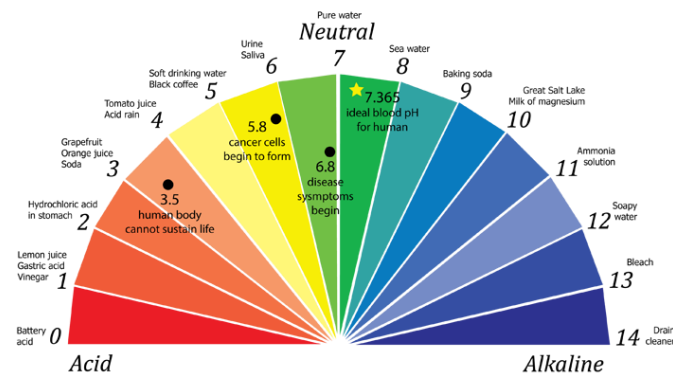 Pure water
Neutral
7
Urine
Saliva
6
Sea water
8
Soft drinking water
Black coffee
5
Baking soda
9
Tomato juice
Acid rain
4
Great Salt Lake
Milk of magnesium
10
Grapefruit
Orange juice
Soda
3
Ammonia
solution
11
Hydrochloric acid
in stomach
2
Soapy
water
12
Lemon juice
Gastric acid
Vinegar
1
Bleach
13
Battery
acid
0
14
Drain
cleaner
7.365
ideal blood pH
for human
5.8
cancer cells
begin to form
6.8
disease
sysmptoms
begin
3.5
human body
cannot sustain life
Acid
Alkaline